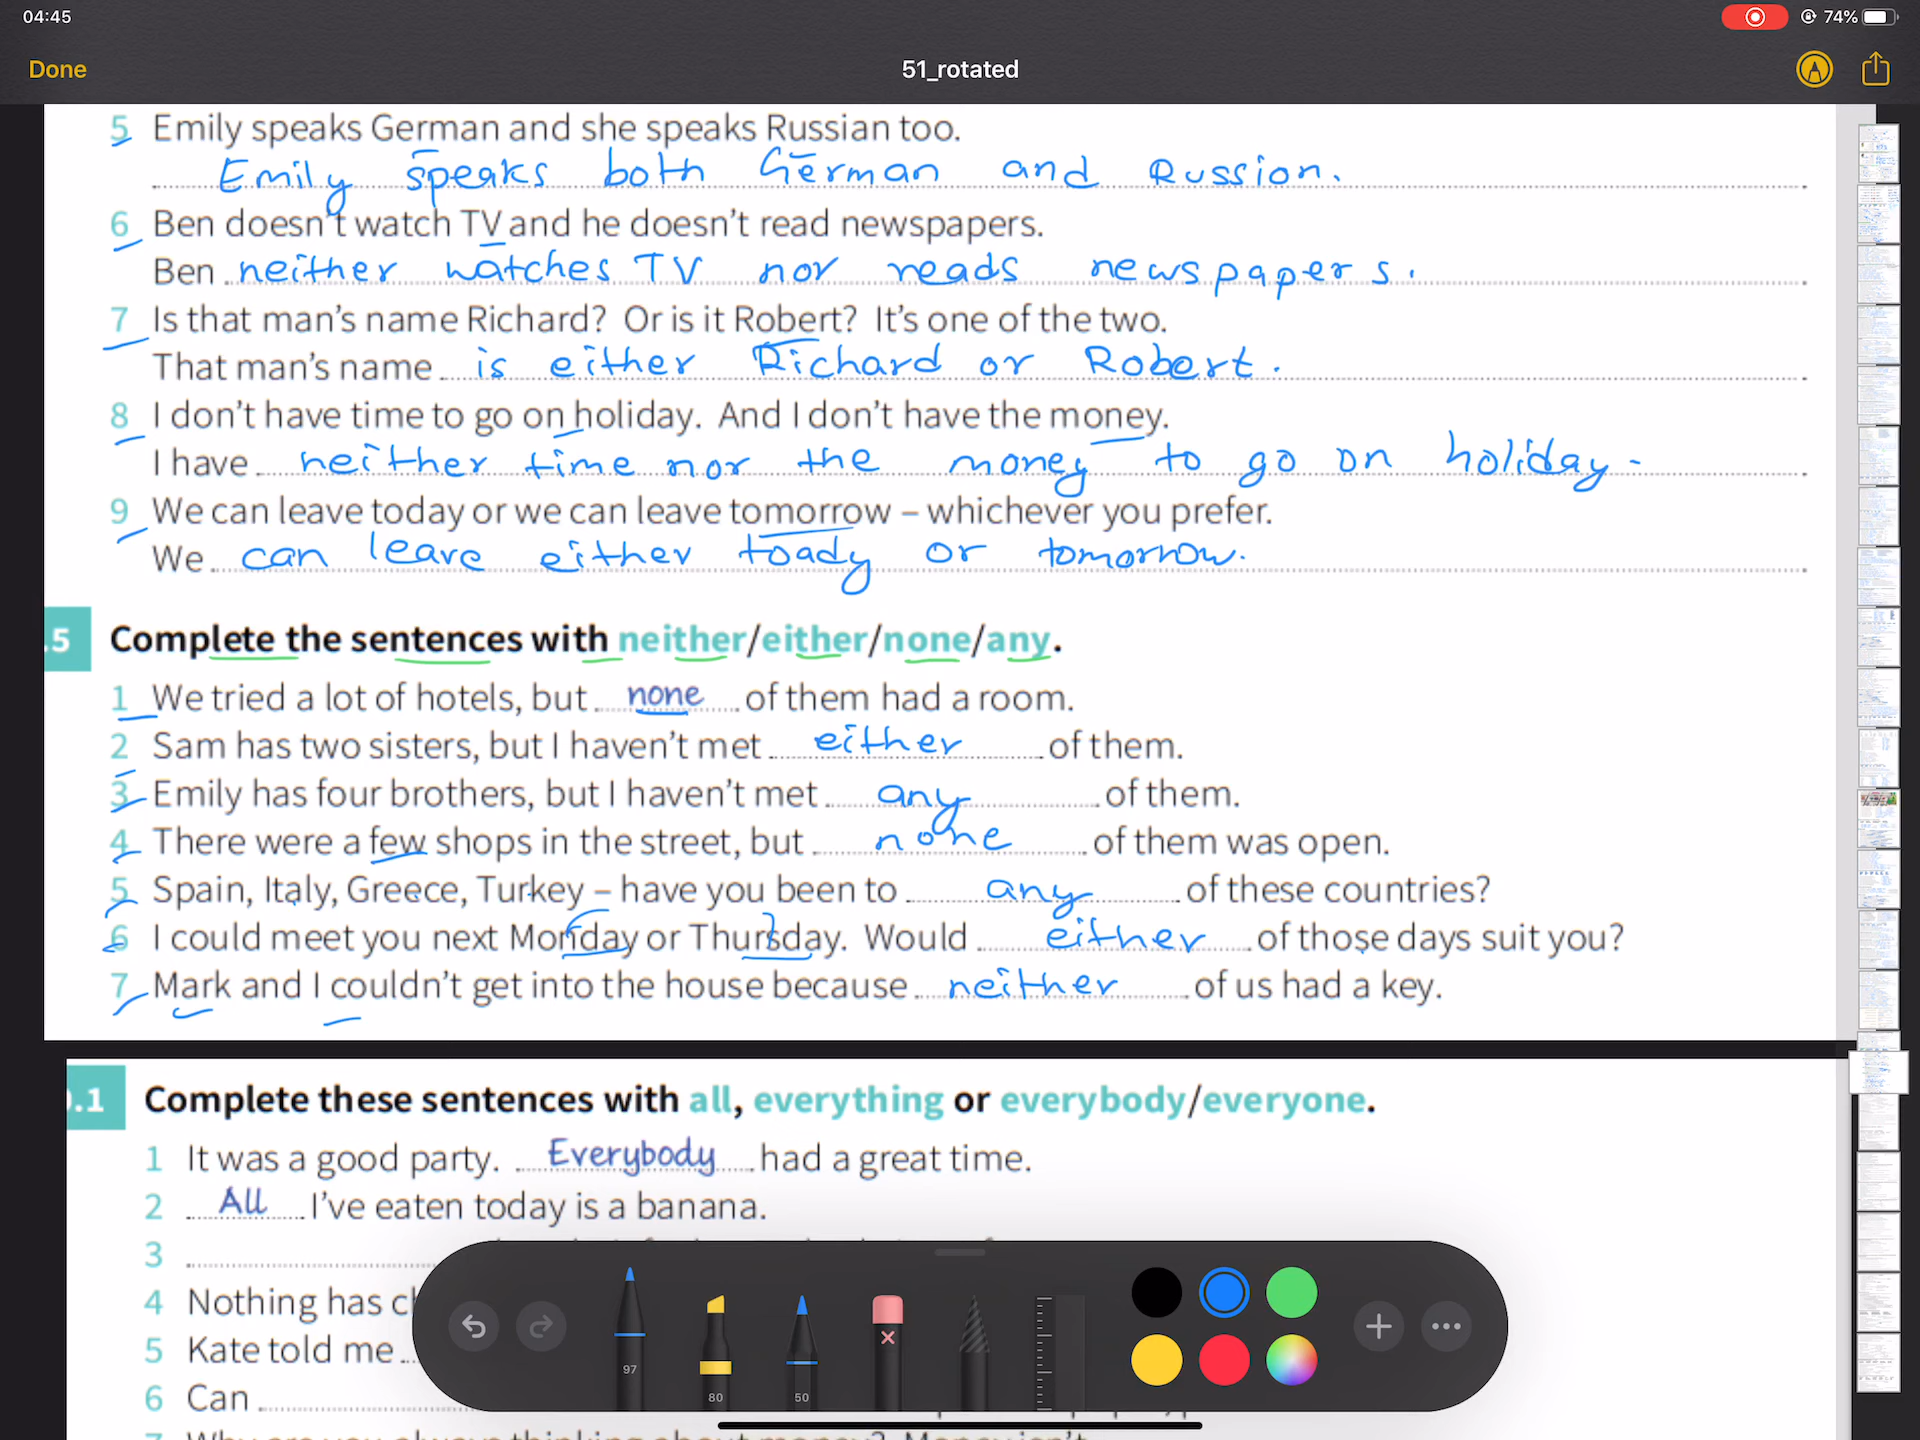 04:45
74%
Done
51_rotated
5 Emily speaks German and she speaks Russian too.
Emily speaks both German and Russion.
6 Ben doesn't watch TV and he doesn't read newspapers.
Ben neither watches TV nor reads newspapers.
7 Is that man's name Richard? Or is it Robert? It's one of the two.
That man's name is either Richard or Robert.
8 I don't have time to go on holiday. And I don't have the money.
I have neither time nor the money to go on holiday.
9 We can leave today or we can leave tomorrow – whichever you prefer.
We can leave either toady or tomorrow.
.5 Complete the sentences with neither/either/none/any.
1 We tried a lot of hotels, but none of them had a room.
2 Sam has two sisters, but I haven't met either of them.
3 Emily has four brothers, but I haven't met any of them.
4 There were a few shops in the street, but none of them was open.
5 Spain, Italy, Greece, Turkey – have you been to any of these countries?
6 I could meet you next Monday or Thursday. Would either of those days suit you?
7 Mark and I couldn't get into the house because neither of us had a key.
.1 Complete these sentences with all, everything or everybody/everyone.
1 It was a good party. Everybody had a great time.
2 All I've eaten today is a banana.
3
4 Nothing has
5 Kate told me
6 Can
97
80
50